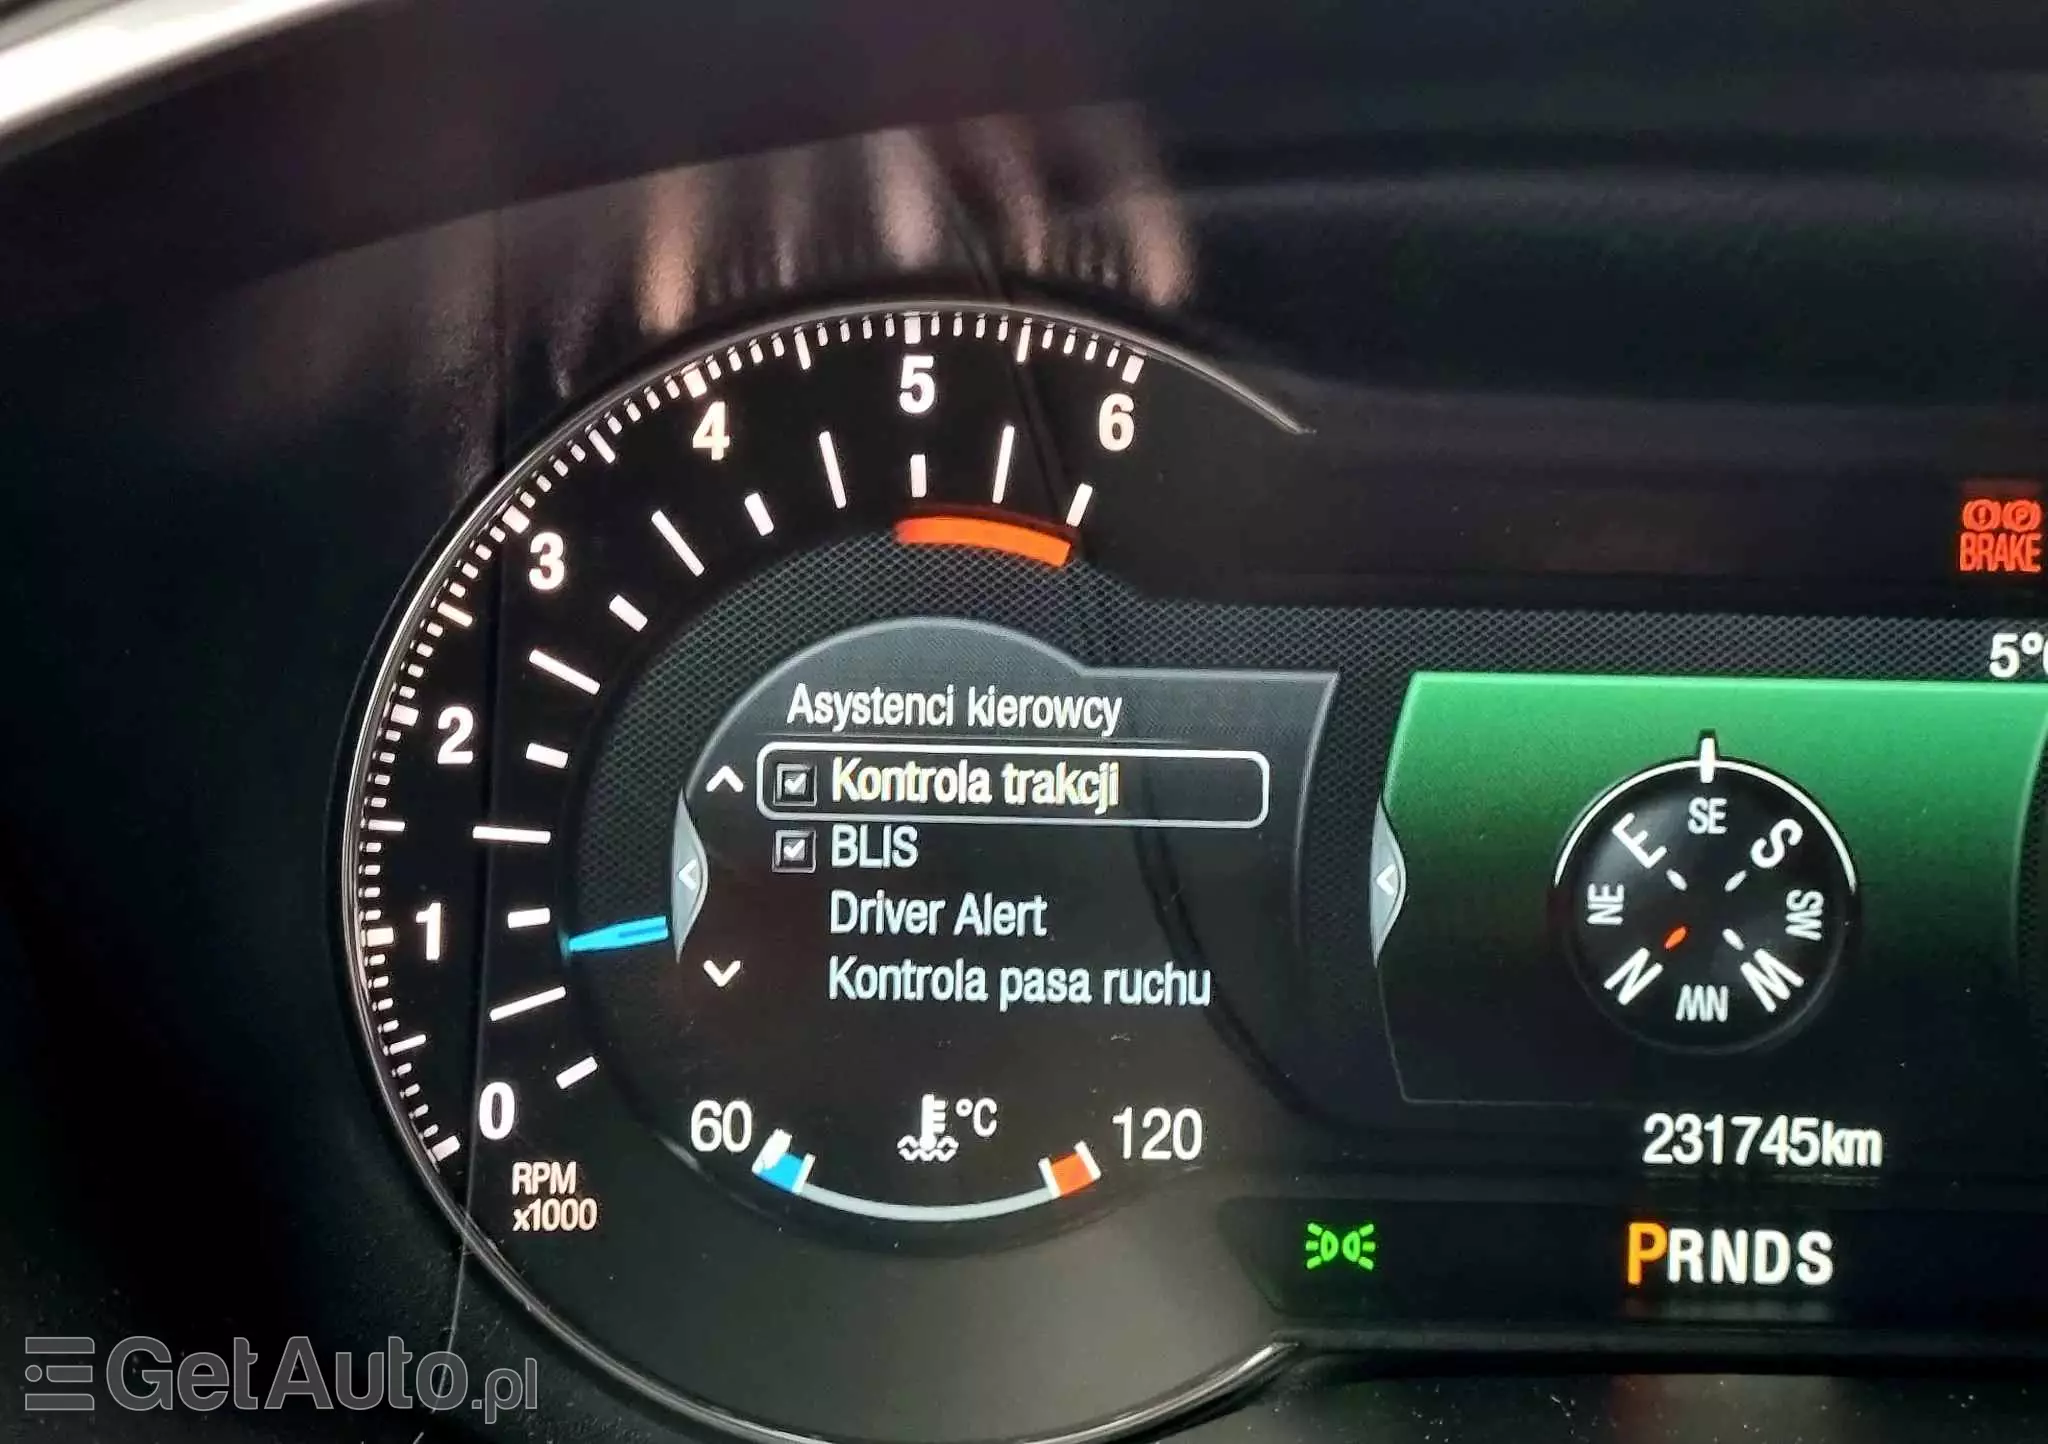 5
4
6
3
BRAKE
5°
Asystenci kierowcy
Kontrola trakcji
2
SE
E S
BLIS
NE SW
1
Driver Alert
N W
Kontrola pasa ruchu
NW
0
60 °C 120
231745km
RPM
x1000
PRNDS
GetAuto.pl